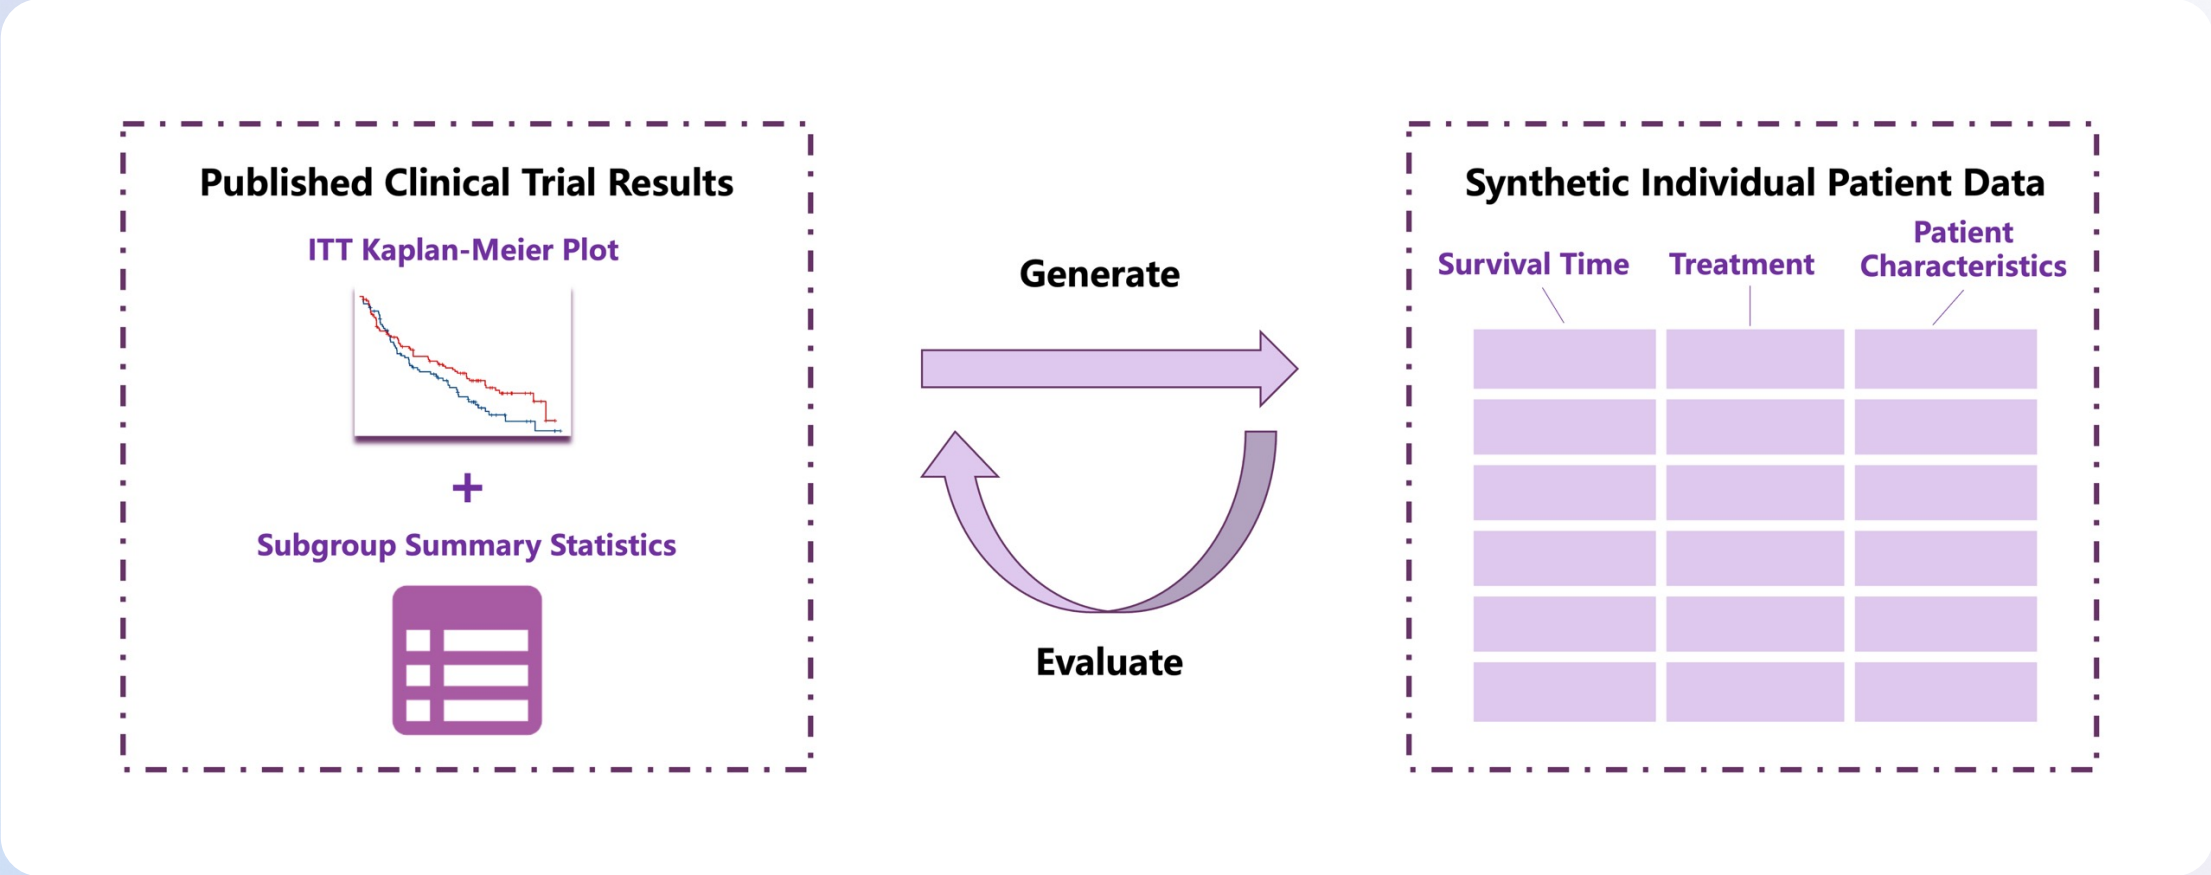 Published Clinical Trial Results
ITT Kaplan-Meier Plot
+
Subgroup Summary Statistics
Generate
Evaluate
Synthetic Individual Patient Data
Survival Time
Treatment
Patient
Characteristics